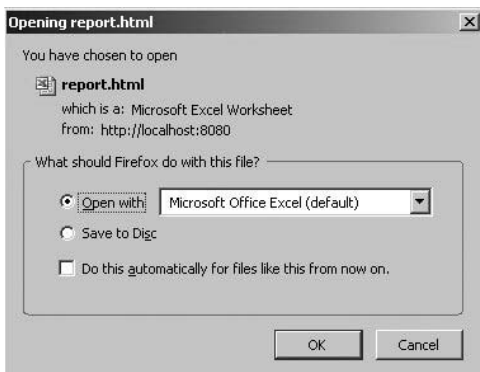 Opening report.html
You have chosen to open
report.html
which is a: Microsoft Excel Worksheet
from: http://localhost:8080
What should Firefox do with this file?
Open with Microsoft Office Excel (default)
Save to Disc
Do this automatically for files like this from now on.
OK Cancel